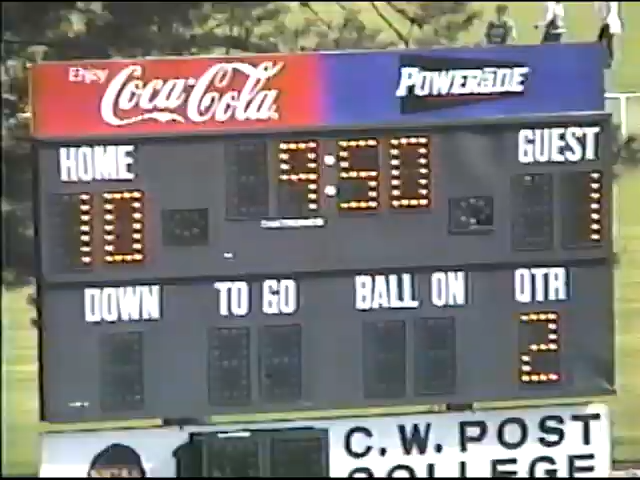 Enjoy
Coca-Cola
POWERADE
HOME
9:50
GUEST
10
1
DOWN
TO GO
BALL ON
QTR
2
C.W. POST
COLLEGE